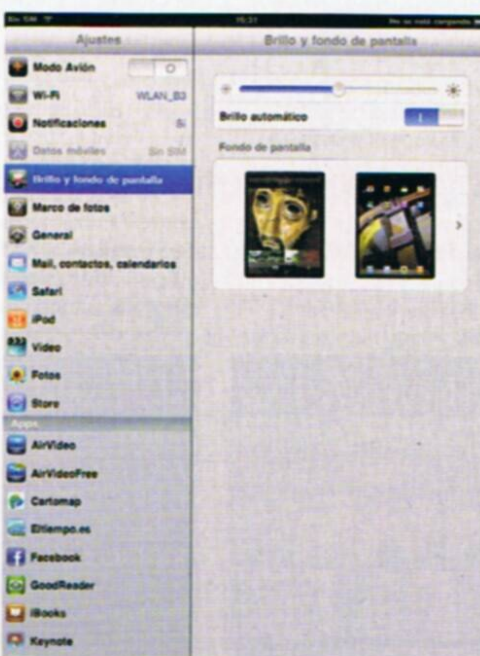 Sin SIM
16:31
No se está cargando
Ajustes
Brillo y fondo de pantalla
Modo Avión
Wi-Fi WLAN_B3
Notificaciones Sí
Datos móviles Sin SIM
Brillo y fondo de pantalla
Marco de fotos
General
Mail, contactos, calendarios
Safari
iPod
Vídeo
Fotos
Store
Apps
AirVideo
AirVideoFree
Cartomap
Eltiempo.es
Facebook
GoodReader
iBooks
Keynote
Brillo automático
Fondo de pantalla